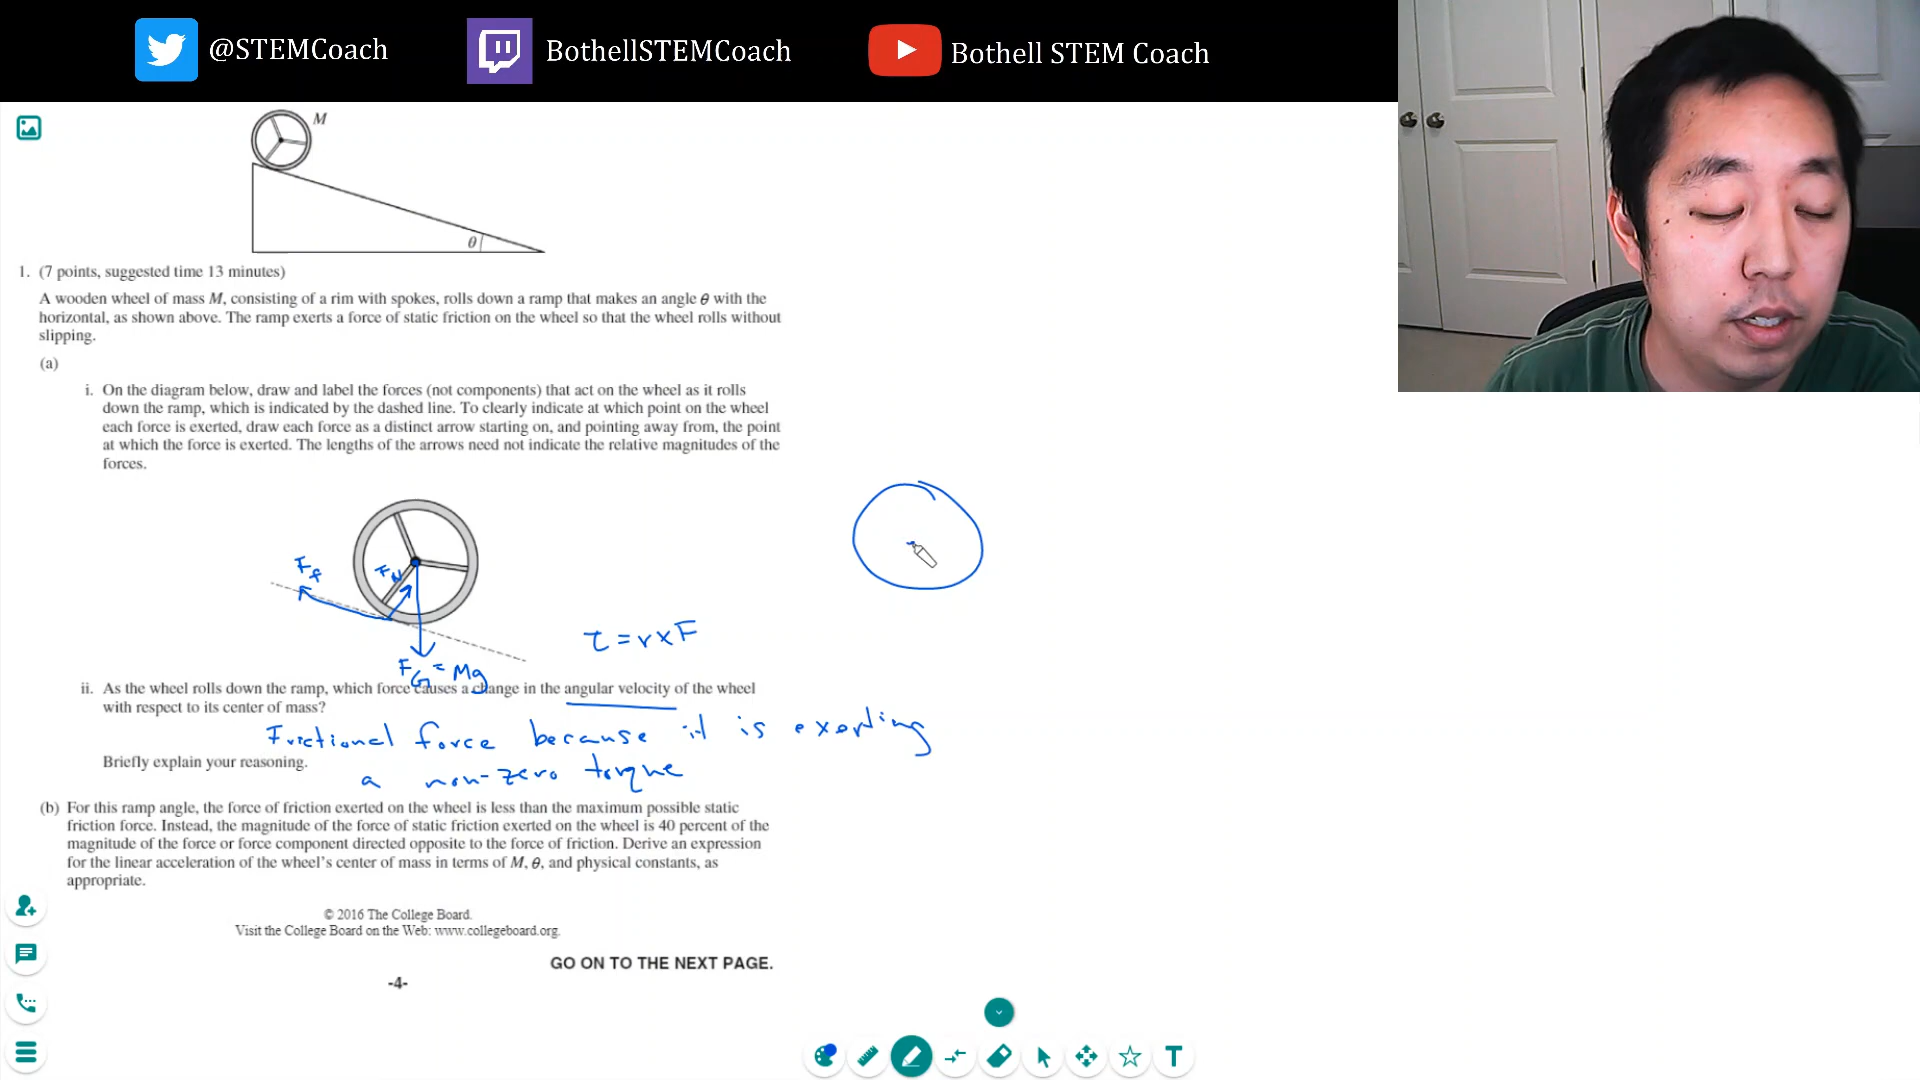 @STEMCoach
BothellSTEMCoach
Bothell STEM Coach
M
θ
1. (7 points, suggested time 13 minutes)
A wooden wheel of mass M, consisting of a rim with spokes, rolls down a ramp that makes an angle θ with the
horizontal, as shown above. The ramp exerts a force of static friction on the wheel so that the wheel rolls without
slipping.
(a)
i. On the diagram below, draw and label the forces (not components) that act on the wheel as it rolls
down the ramp, which is indicated by the dashed line. To clearly indicate at which point on the wheel
each force is exerted, draw each force as a distinct arrow starting on, and pointing away from, the point
at which the force is exerted. The lengths of the arrows need not indicate the relative magnitudes of the
forces.
F_f
F_N
τ = r x F
F_G = Mg
ii. As the wheel rolls down the ramp, which force causes a change in the angular velocity of the wheel
with respect to its center of mass?
Frictional force because it is exerting
Briefly explain your reasoning.
a non-zero torque
(b) For this ramp angle, the force of friction exerted on the wheel is less than the maximum possible static
friction force. Instead, the magnitude of the force of static friction exerted on the wheel is 40 percent of the
magnitude of the force or force component directed opposite to the force of friction. Derive an expression
for the linear acceleration of the wheel's center of mass in terms of M, θ, and physical constants, as
appropriate.
© 2016 The College Board.
Visit the College Board on the Web: www.collegeboard.org.
GO ON TO THE NEXT PAGE.
-4-
T